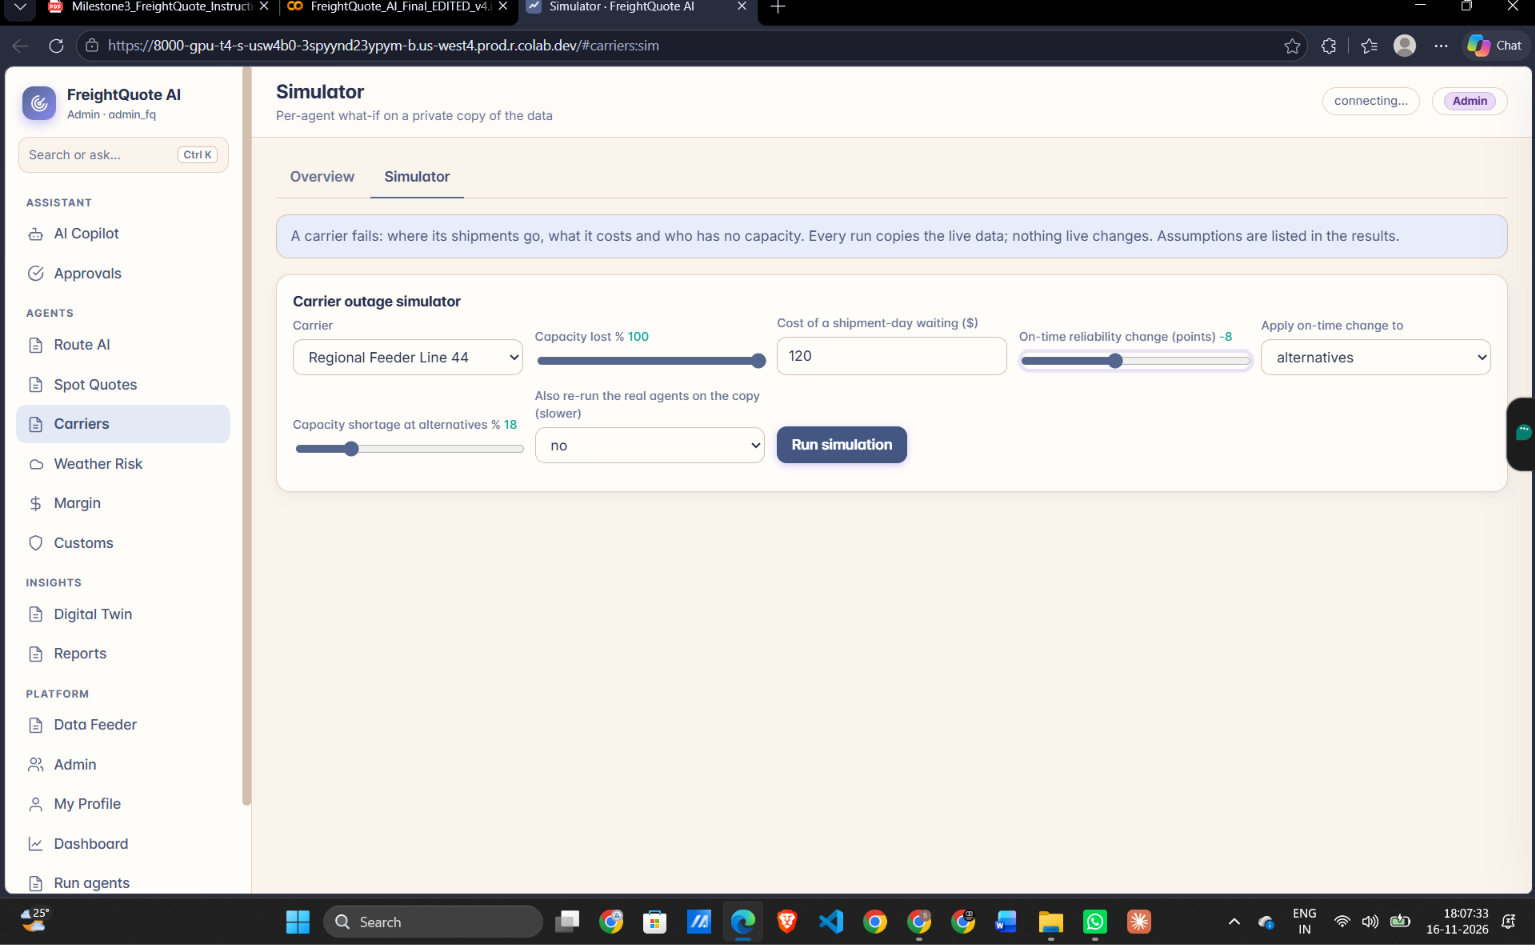 Milestone3_FreightQuote_Instructi
FreightQuote_AI_Final_EDITED_v4.i
Simulator · FreightQuote AI
https://8000-gpu-t4-s-usw4b0-3spyynd23ypym-b.us-west4.prod.r.colab.dev/#carriers:sim
Chat
FreightQuote AI
Admin · admin_fq
Search or ask...
Ctrl K
ASSISTANT
AI Copilot
Approvals
AGENTS
Route AI
Spot Quotes
Carriers
Weather Risk
Margin
Customs
INSIGHTS
Digital Twin
Reports
PLATFORM
Data Feeder
Admin
My Profile
Dashboard
Run agents
Simulator
Per-agent what-if on a private copy of the data
connecting...
Admin
Overview
Simulator
A carrier fails: where its shipments go, what it costs and who has no capacity. Every run copies the live data; nothing live changes. Assumptions are listed in the results.
Carrier outage simulator
Carrier
Regional Feeder Line 44
Capacity lost % 100
Cost of a shipment-day waiting ($)
120
On-time reliability change (points) -8
Apply on-time change to
alternatives
Capacity shortage at alternatives % 18
Also re-run the real agents on the copy
(slower)
no
Run simulation
25°
Search
ENG
IN
18:07:33
16-11-2026